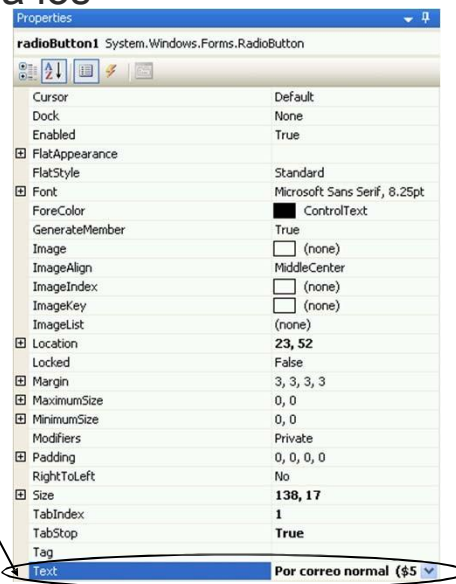 a los
Properties
radioButton1 System.Windows.Forms.RadioButton
Cursor Default
Dock None
Enabled True
FlatAppearance
FlatStyle Standard
Font Microsoft Sans Serif, 8.25pt
ForeColor ControlText
GenerateMember True
Image (none)
ImageAlign MiddleCenter
ImageIndex (none)
ImageKey (none)
ImageList (none)
Location 23, 52
Locked False
Margin 3, 3, 3, 3
MaximumSize 0, 0
MinimumSize 0, 0
Modifiers Private
Padding 0, 0, 0, 0
RightToLeft No
Size 138, 17
TabIndex 1
TabStop True
Tag
Text Por correo normal ($5